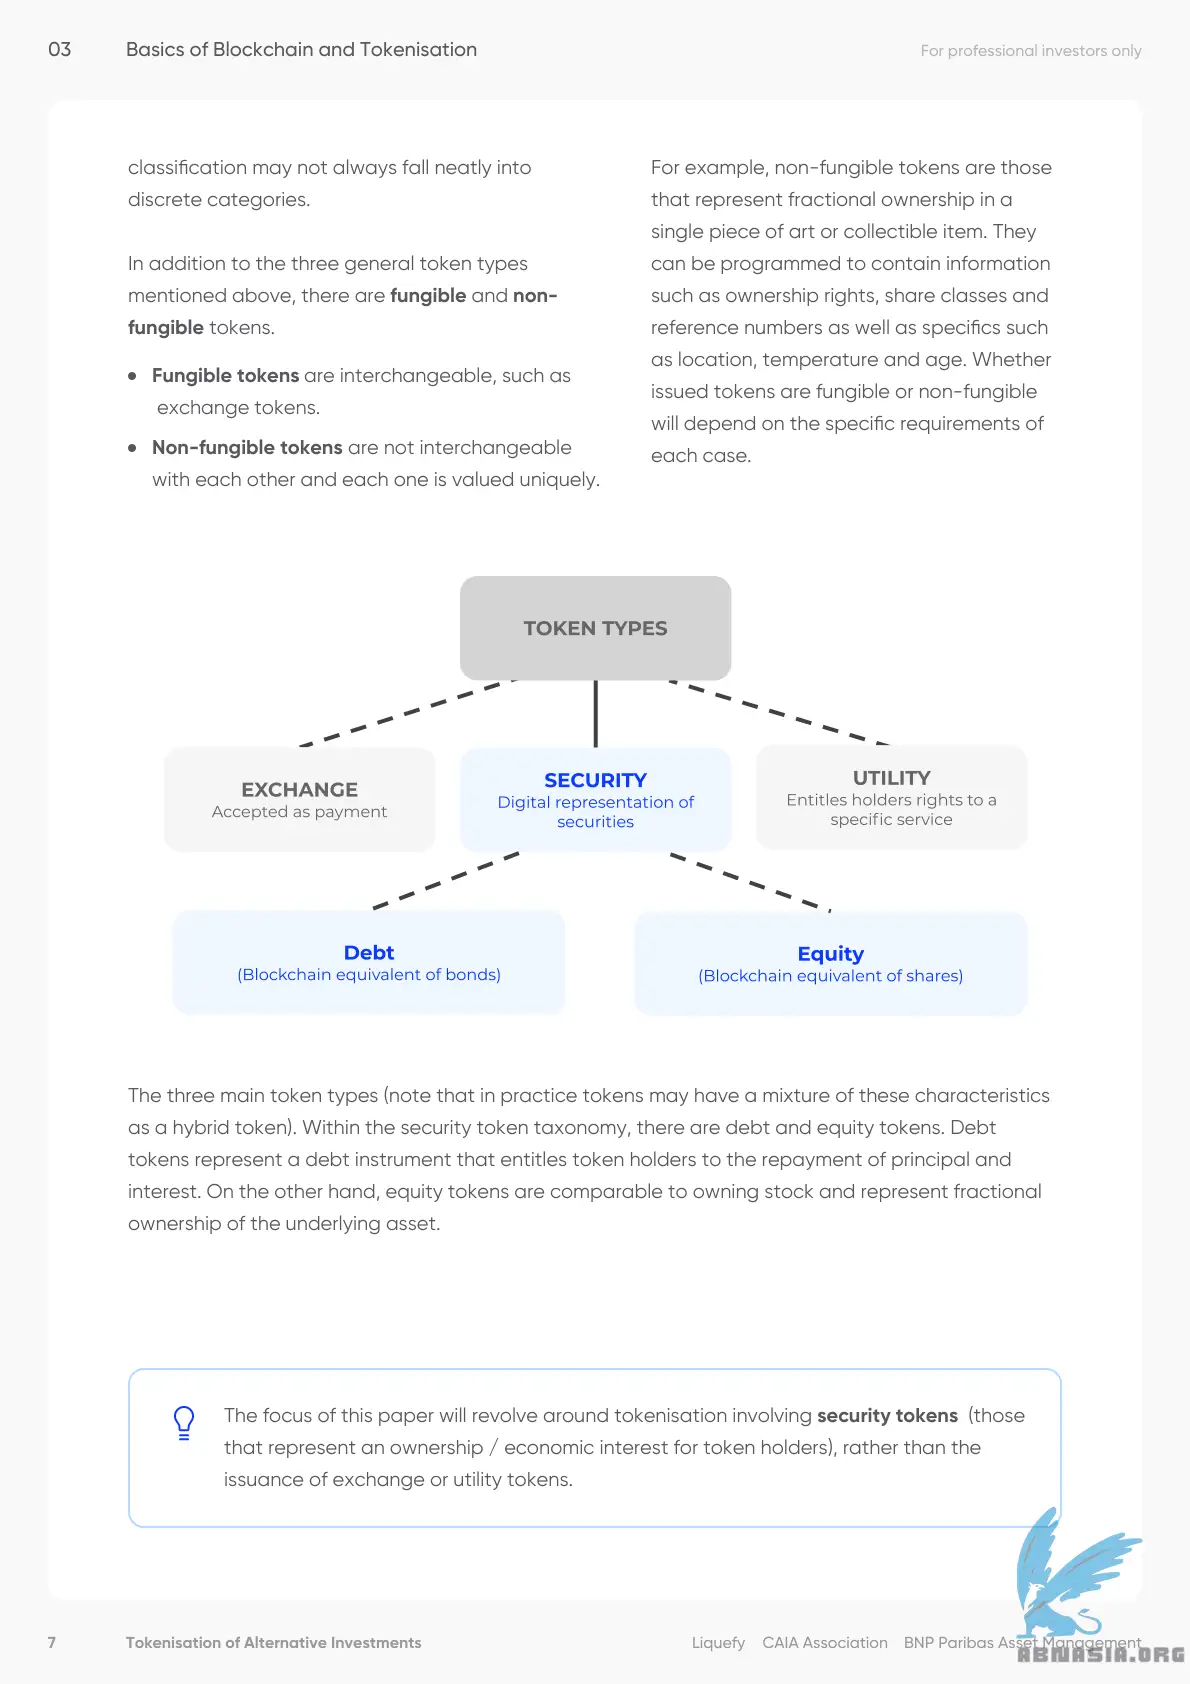 03 Basics of Blockchain and Tokenisation For professional investors only
classification may not always fall neatly into
discrete categories.
In addition to the three general token types
mentioned above, there are fungible and non-
fungible tokens.
• Fungible tokens are interchangeable, such as
exchange tokens.
• Non-fungible tokens are not interchangeable
with each other and each one is valued uniquely.
For example, non-fungible tokens are those
that represent fractional ownership in a
single piece of art or collectible item. They
can be programmed to contain information
such as ownership rights, share classes and
reference numbers as well as specifics such
as location, temperature and age. Whether
issued tokens are fungible or non-fungible
will depend on the specific requirements of
each case.
TOKEN TYPES
EXCHANGE
Accepted as payment
SECURITY
Digital representation of
securities
UTILITY
Entitles holders rights to a
specific service
Debt
(Blockchain equivalent of bonds)
Equity
(Blockchain equivalent of shares)
The three main token types (note that in practice tokens may have a mixture of these characteristics
as a hybrid token). Within the security token taxonomy, there are debt and equity tokens. Debt
tokens represent a debt instrument that entitles token holders to the repayment of principal and
interest. On the other hand, equity tokens are comparable to owning stock and represent fractional
ownership of the underlying asset.
The focus of this paper will revolve around tokenisation involving security tokens (those
that represent an ownership / economic interest for token holders), rather than the
issuance of exchange or utility tokens.
7 Tokenisation of Alternative Investments Liquefy CAIA Association BNP Paribas Asset Management
ABMASIA.ORG